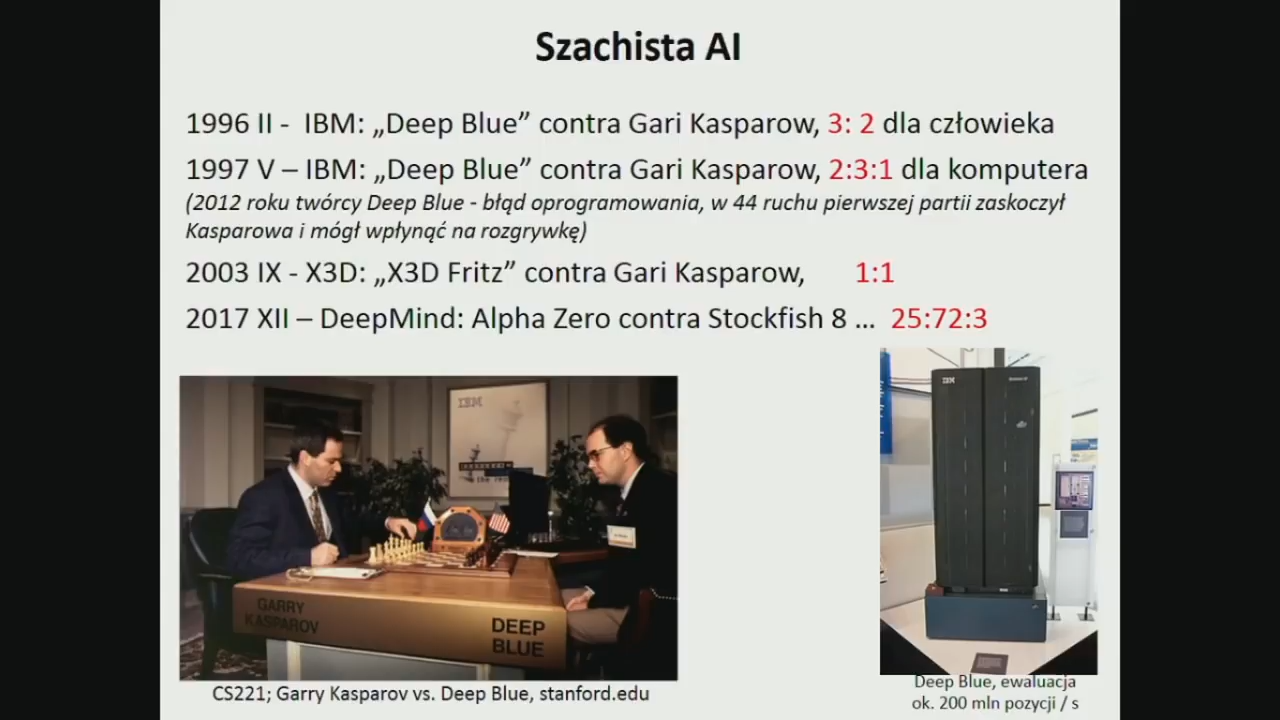 Szachista AI
1996 II - IBM: „Deep Blue” contra Gari Kasparow, 3: 2 dla człowieka
1997 V – IBM: „Deep Blue” contra Gari Kasparow, 2:3:1 dla komputera
(2012 roku twórcy Deep Blue - błąd oprogramowania, w 44 ruchu pierwszej partii zaskoczył
Kasparowa i mógł wpłynąć na rozgrywkę)
2003 IX - X3D: „X3D Fritz” contra Gari Kasparow, 1:1
2017 XII – DeepMind: Alpha Zero contra Stockfish 8 ... 25:72:3
IBM
GARRY
KASPAROV
DEEP
BLUE
IBM
CS221; Garry Kasparov vs. Deep Blue, stanford.edu
Deep Blue, ewaluacja
ok. 200 mln pozycji / s